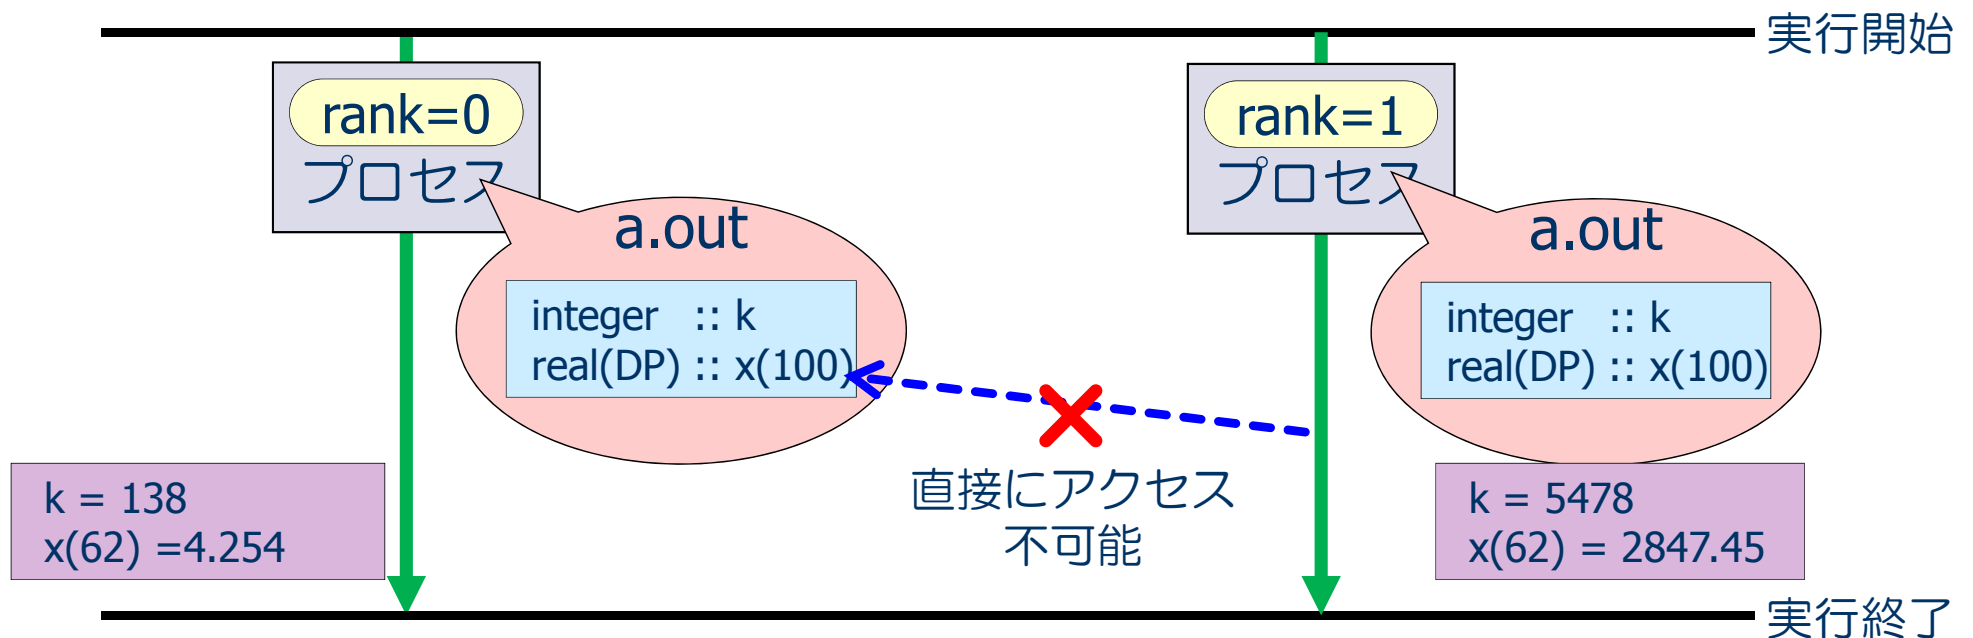 実行開始
rank=0
プロセス
a.out
integer :: k
real(DP) :: x(100)
rank=1
プロセス
a.out
integer :: k
real(DP) :: x(100)
直接にアクセス
不可能
k = 138
x(62) =4.254
k = 5478
x(62) = 2847.45
実行終了